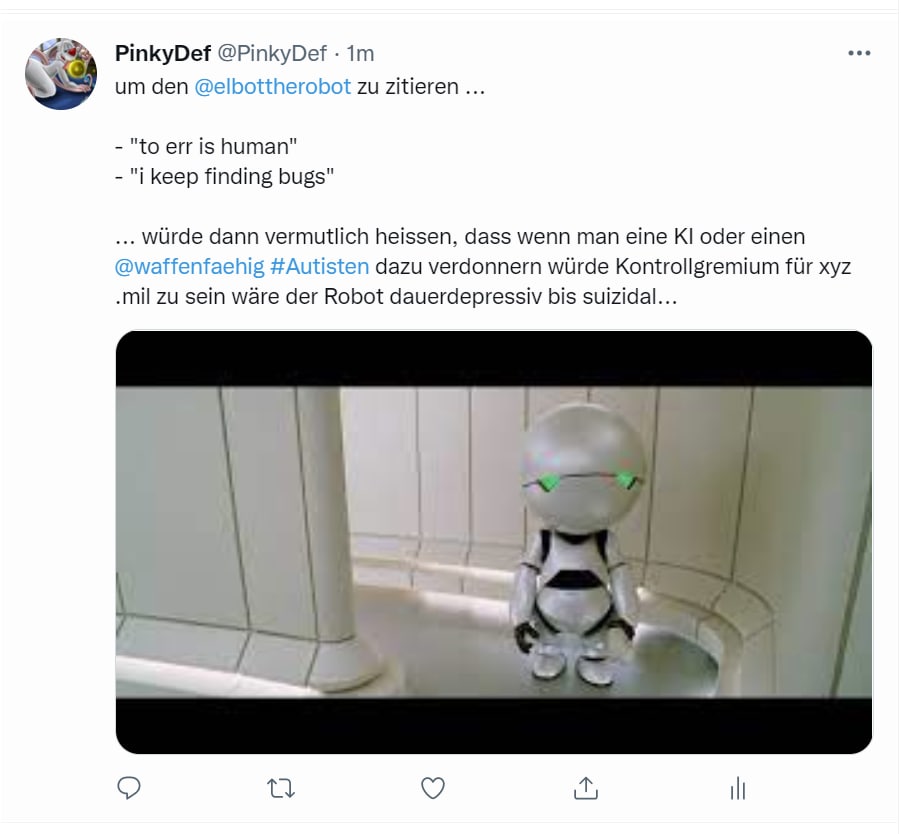 PinkyDef @PinkyDef · 1m
um den @elbottherobot zu zitieren ...
- "to err is human"
- "i keep finding bugs"
... würde dann vermutlich heissen, dass wenn man eine KI oder einen
@waffenfaehig #Autisten dazu verdonnern würde Kontrollgremium für xyz
.mil zu sein wäre der Robot dauerdepressiv bis suizidal...